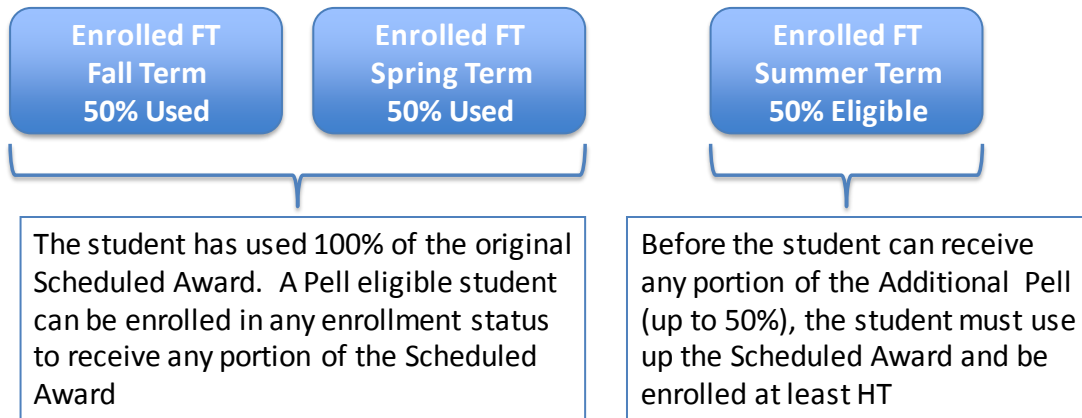 Enrolled FT
Fall Term
50% Used
Enrolled FT
Spring Term
50% Used
Enrolled FT
Summer Term
50% Eligible
The student has used 100% of the original
Scheduled Award.  A Pell eligible student
can be enrolled in any enrollment status
to receive any portion of the Scheduled
Award
Before the student can receive
any portion of the Additional  Pell
(up to 50%), the student must use
up the Scheduled Award and be
enrolled at least HT